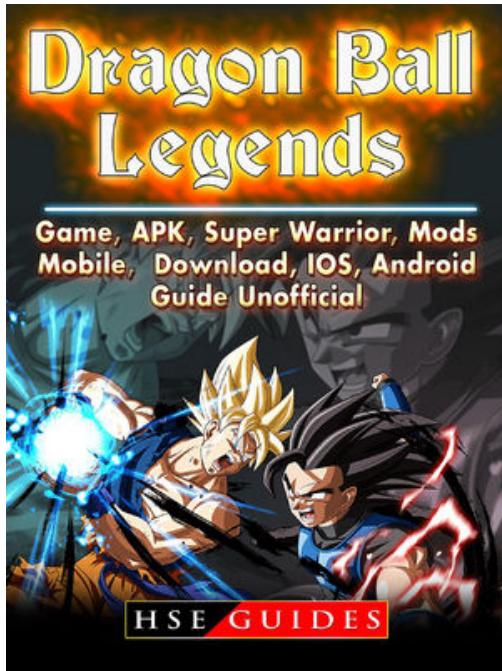 Dragon Ball
Legends
Game, APK, Super Warrior, Mods
Mobile, Download, IOS, Android
Guide Unofficial
HSE GUIDES